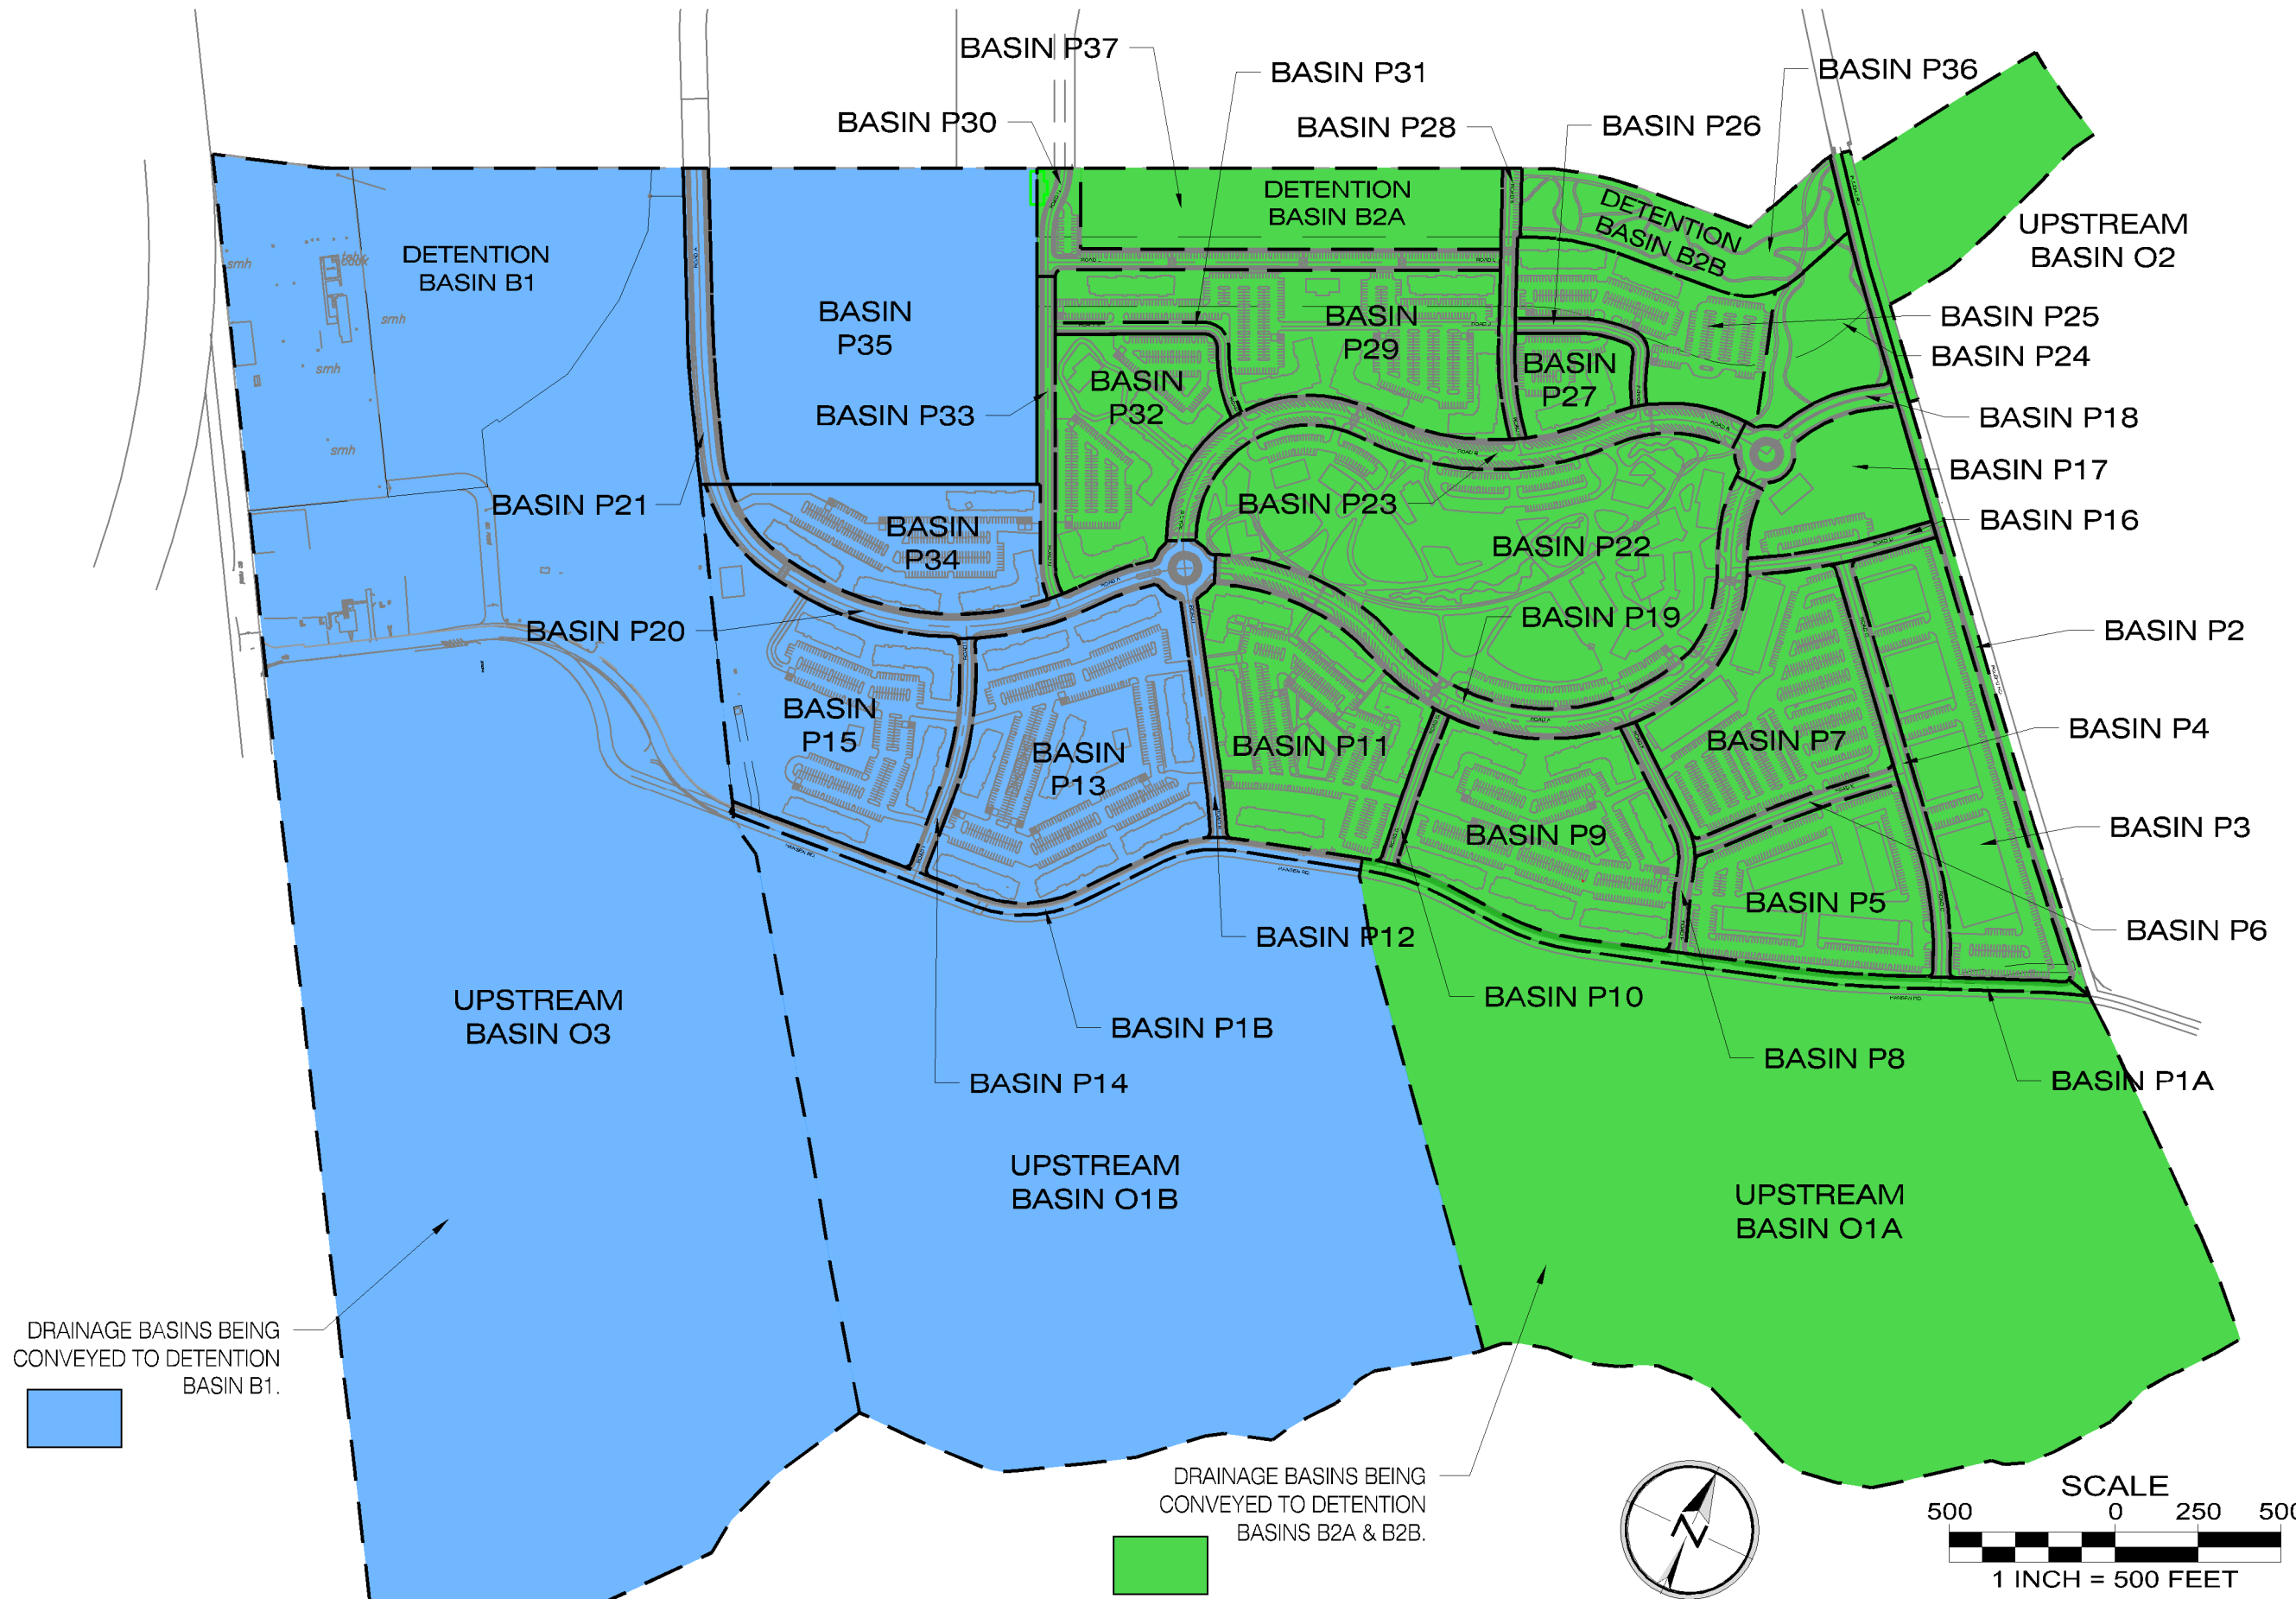 BASIN P37
BASIN P31
BASIN P36
BASIN P30
BASIN P28
BASIN P26
DETENTION
BASIN B2A
DETENTION
BASIN B2B
UPSTREAM
BASIN O2
DETENTION
BASIN B1
smh
smh
smh
smh
BASIN
P35
BASIN
P29
BASIN P25
BASIN P24
BASIN
P32
BASIN
P27
BASIN P33
BASIN P18
BASIN P17
BASIN P21
BASIN P23
BASIN
P34
BASIN P22
BASIN P16
BASIN P20
BASIN P19
BASIN P2
BASIN
P15
BASIN
P13
BASIN P11
BASIN P7
BASIN P4
BASIN P9
BASIN P3
BASIN P5
BASIN P6
BASIN P12
BASIN P10
UPSTREAM
BASIN O3
BASIN P1B
BASIN P8
BASIN P14
BASIN P1A
UPSTREAM
BASIN O1B
UPSTREAM
BASIN O1A
DRAINAGE BASINS BEING
CONVEYED TO DETENTION
BASIN B1.
DRAINAGE BASINS BEING
CONVEYED TO DETENTION
BASINS B2A & B2B.
N
SCALE
500 0 250 500
1 INCH = 500 FEET